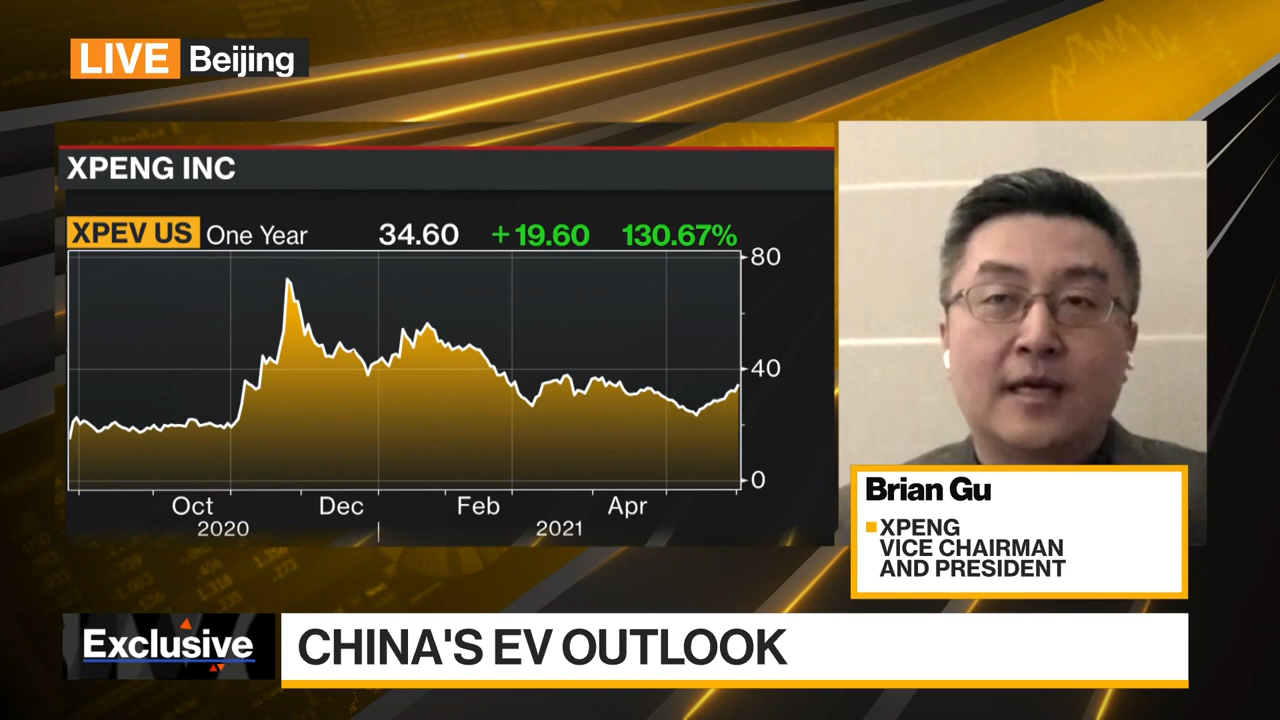 LIVE Beijing
XPENG INC
XPEV US One Year 34.60 +19.60 130.67%
80
40
0
Oct Dec Feb Apr
2020 2021
Brian Gu
XPENG
VICE CHAIRMAN
AND PRESIDENT
Exclusive
CHINA'S EV OUTLOOK